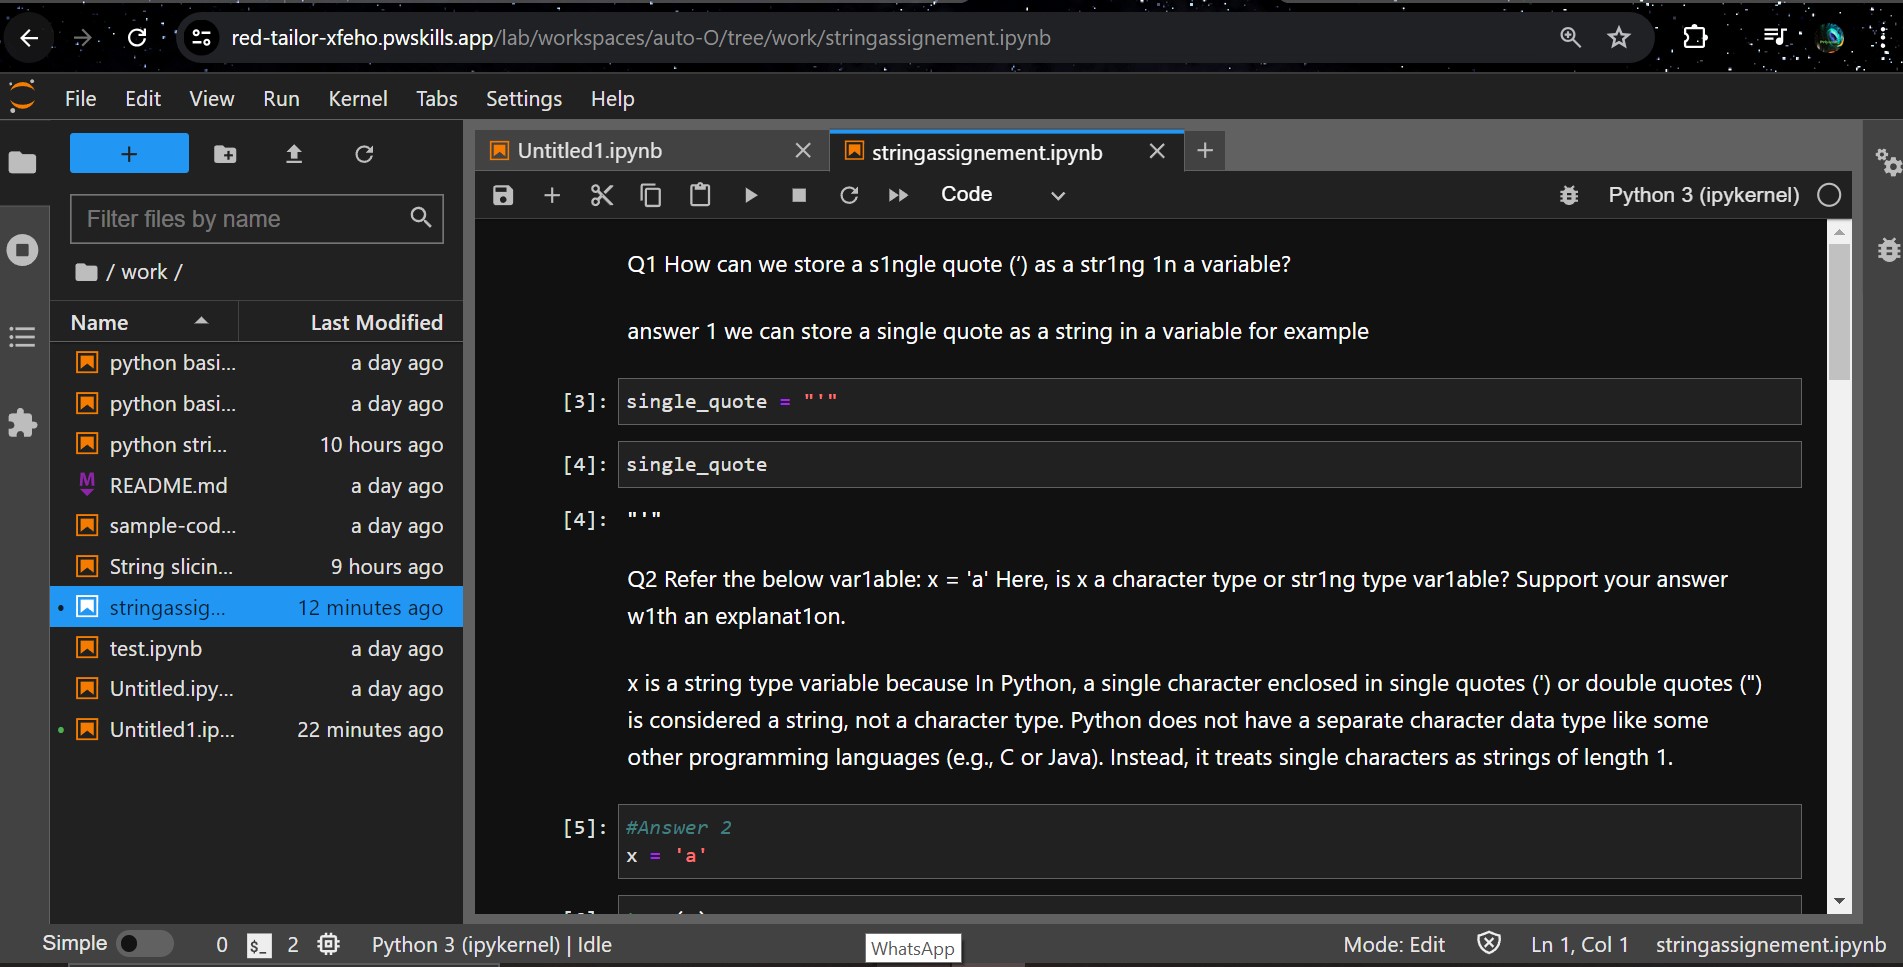 red-tailor-xfeho.pwskills.app/lab/workspaces/auto-O/tree/work/stringassignement.ipynb
File Edit View Run Kernel Tabs Settings Help
Filter files by name
/ work /
Name Last Modified
python basi... a day ago
python basi... a day ago
python stri... 10 hours ago
README.md a day ago
sample-cod... a day ago
String slicin... 9 hours ago
stringassig... 12 minutes ago
test.ipynb a day ago
Untitled.ipy... a day ago
Untitled1.ip... 22 minutes ago
Untitled1.ipynb stringassignement.ipynb
Code Python 3 (ipykernel)
Q1 How can we store a s1ngle quote (‘) as a str1ng 1n a variable?
answer 1 we can store a single quote as a string in a variable for example
[3]: single_quote = "'"
[4]: single_quote
[4]: "'"
Q2 Refer the below var1able: x = 'a' Here, is x a character type or str1ng type var1able? Support your answer
w1th an explanat1on.
x is a string type variable because In Python, a single character enclosed in single quotes (') or double quotes (")
is considered a string, not a character type. Python does not have a separate character data type like some
other programming languages (e.g., C or Java). Instead, it treats single characters as strings of length 1.
[5]: #Answer 2
x = 'a'
Simple 0 $_ 2 Python 3 (ipykernel) | Idle WhatsApp Mode: Edit Ln 1, Col 1 stringassignement.ipynb